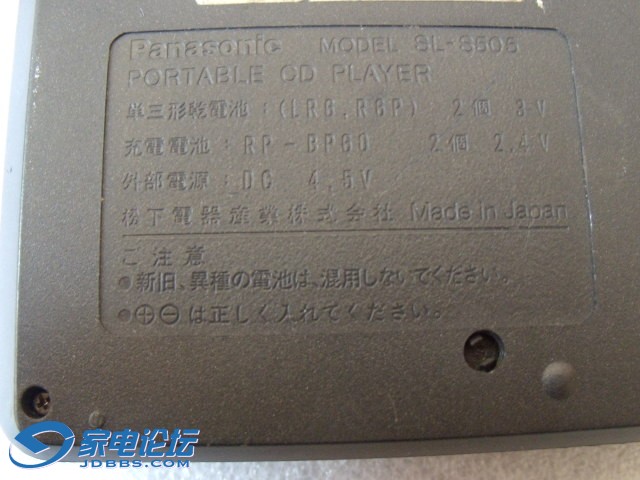 Panasonic MODEL SL-S505
PORTABLE CD PLAYER
単三形乾電池：(LR6,R6P) 2個 3V
充電電池：RP-BP60 2個 2.4V
外部電源：DC 4.5V
松下電器産業株式会社 Made in Japan
ご注意
●新旧、異種の電池は、混用しないでください。
●⊕⊖は正しく入れてください。
家电论坛
JDBBS.COM